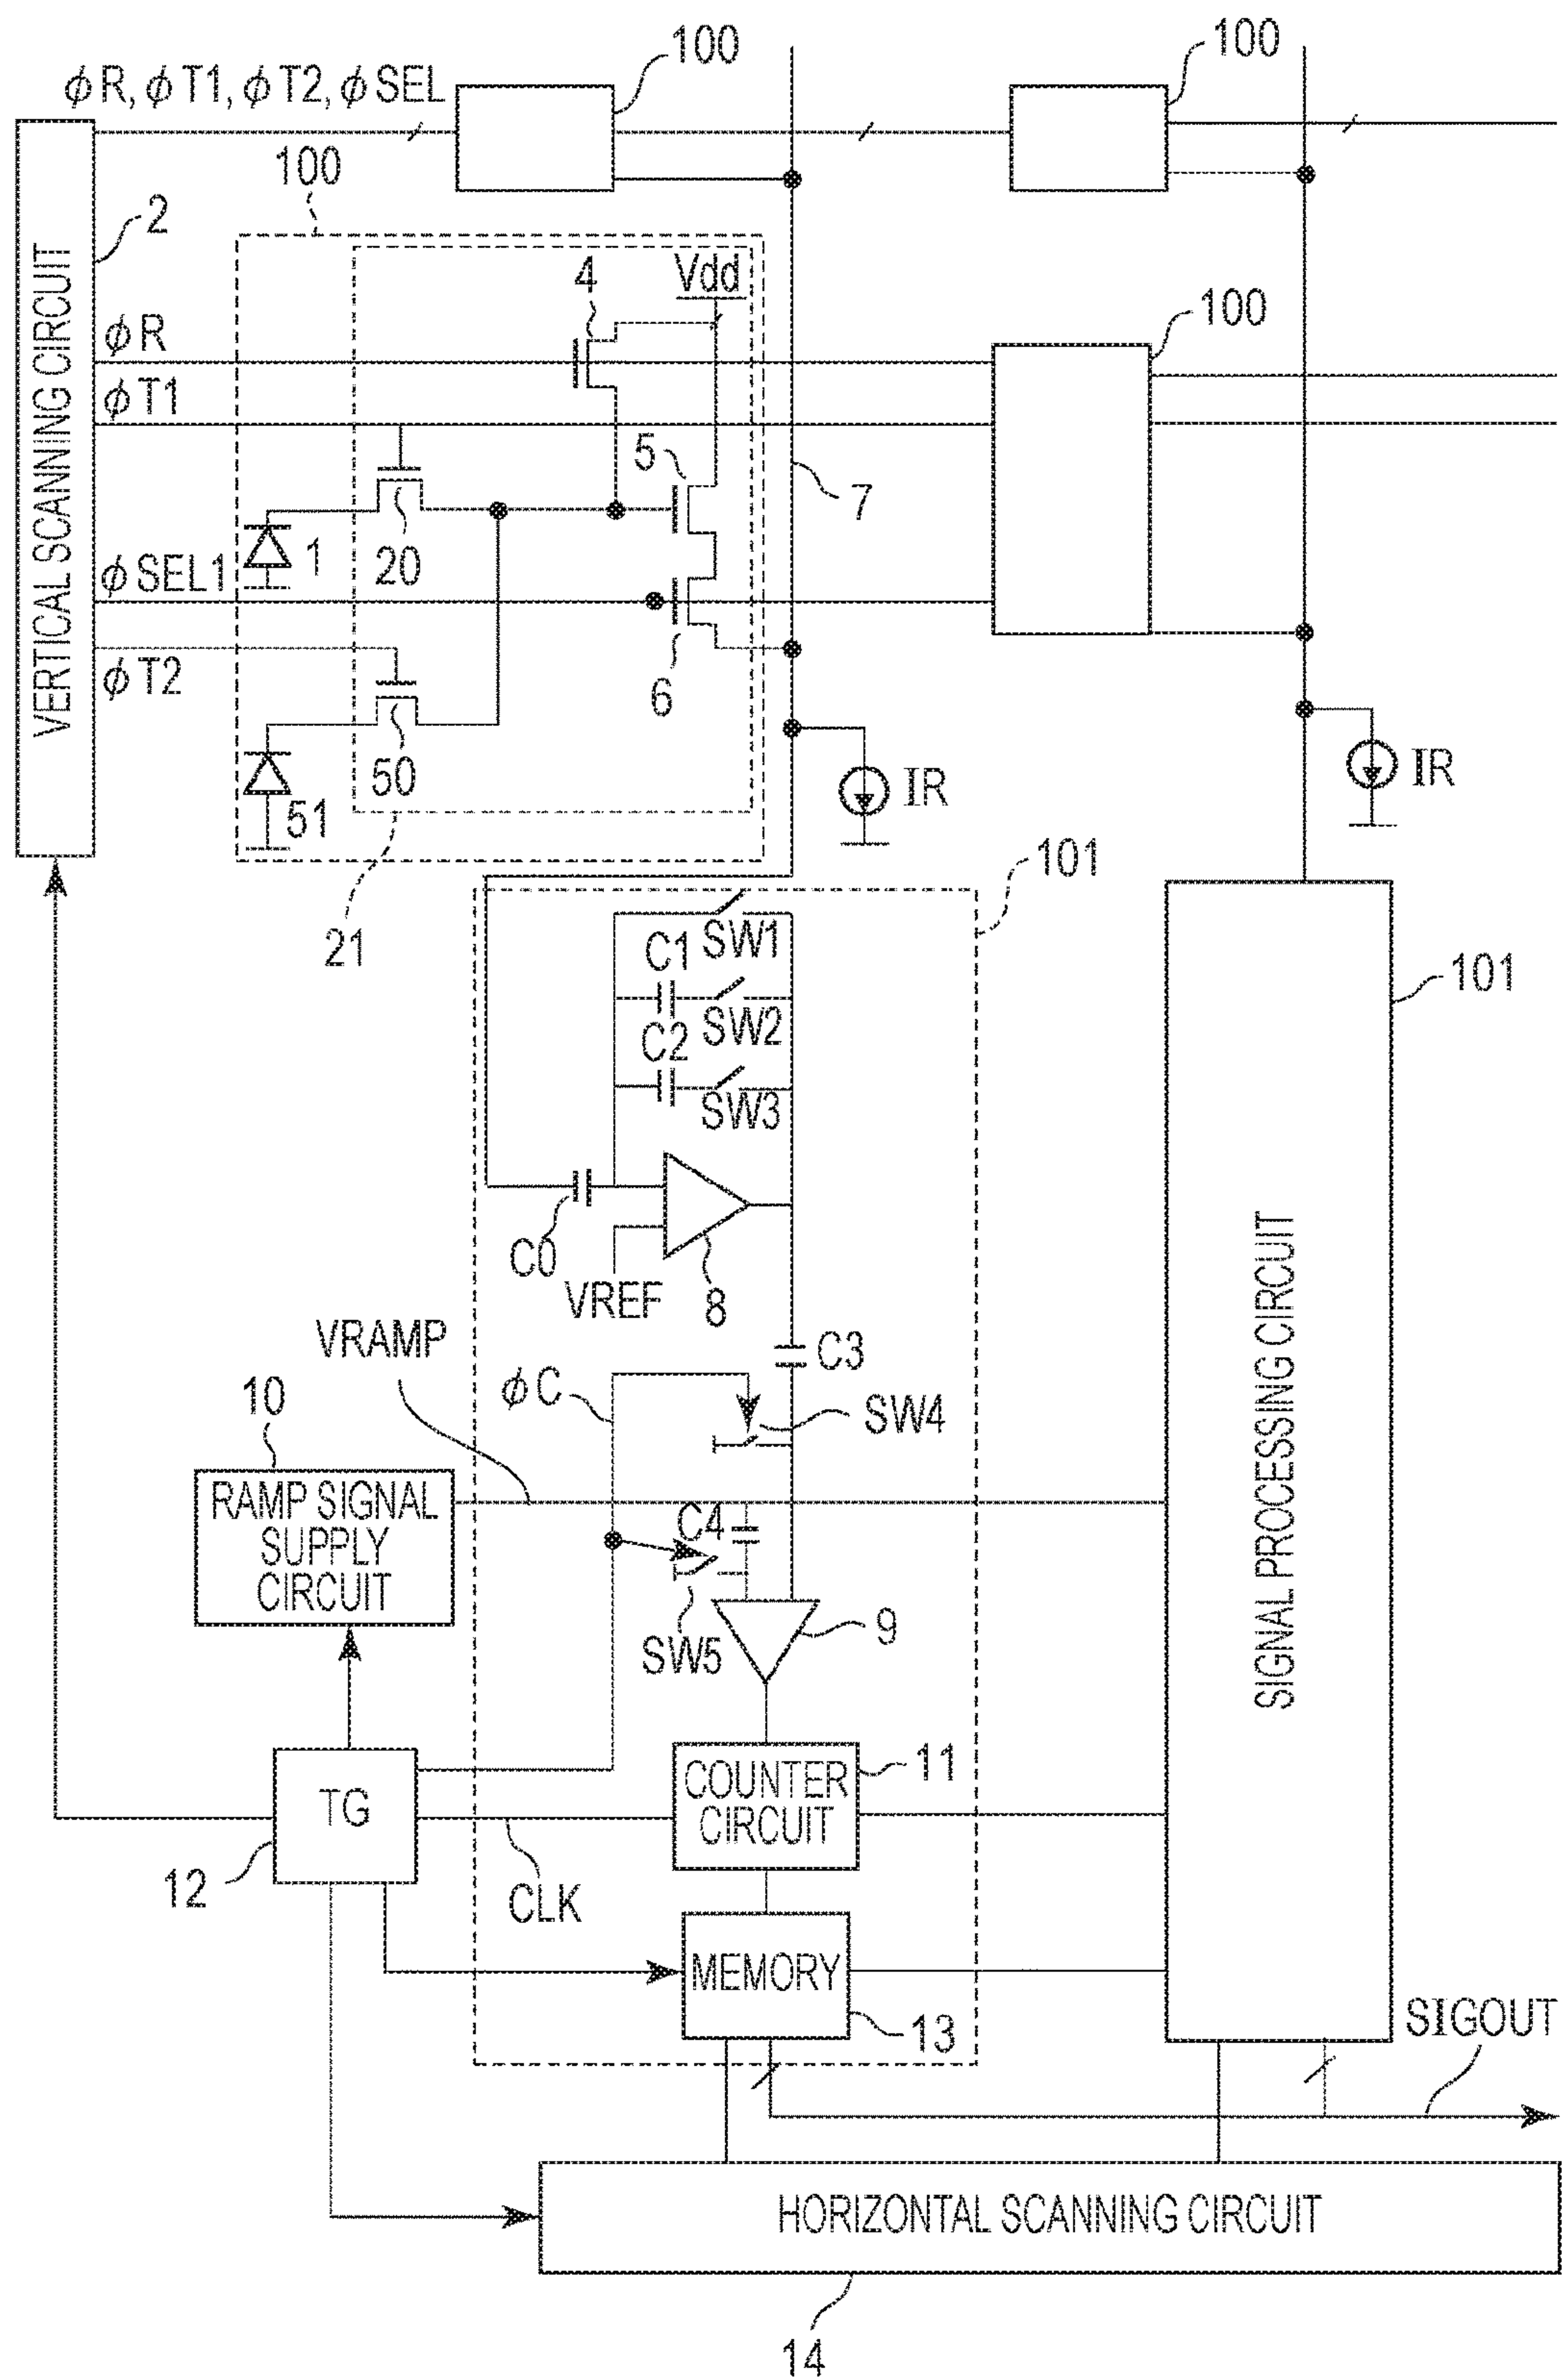 100
100
ϕR, ϕT1, ϕT2, ϕSEL
100
2
VERTICAL SCANNING CIRCUIT
4
Vdd
100
ϕR
ϕT1
5
7
1
20
ϕSEL1
ϕT2
6
50
51
IR
IR
21
101
101
SW1
C1
SW2
C2
SW3
C0
VREF
8
SIGNAL PROCESSING CIRCUIT
VRAMP
C3
ϕC
10
SW4
RAMP SIGNAL
SUPPLY
CIRCUIT
C4
SW5
9
TG
COUNTER
CIRCUIT
11
12
CLK
MEMORY
13
SIGOUT
HORIZONTAL SCANNING CIRCUIT
14